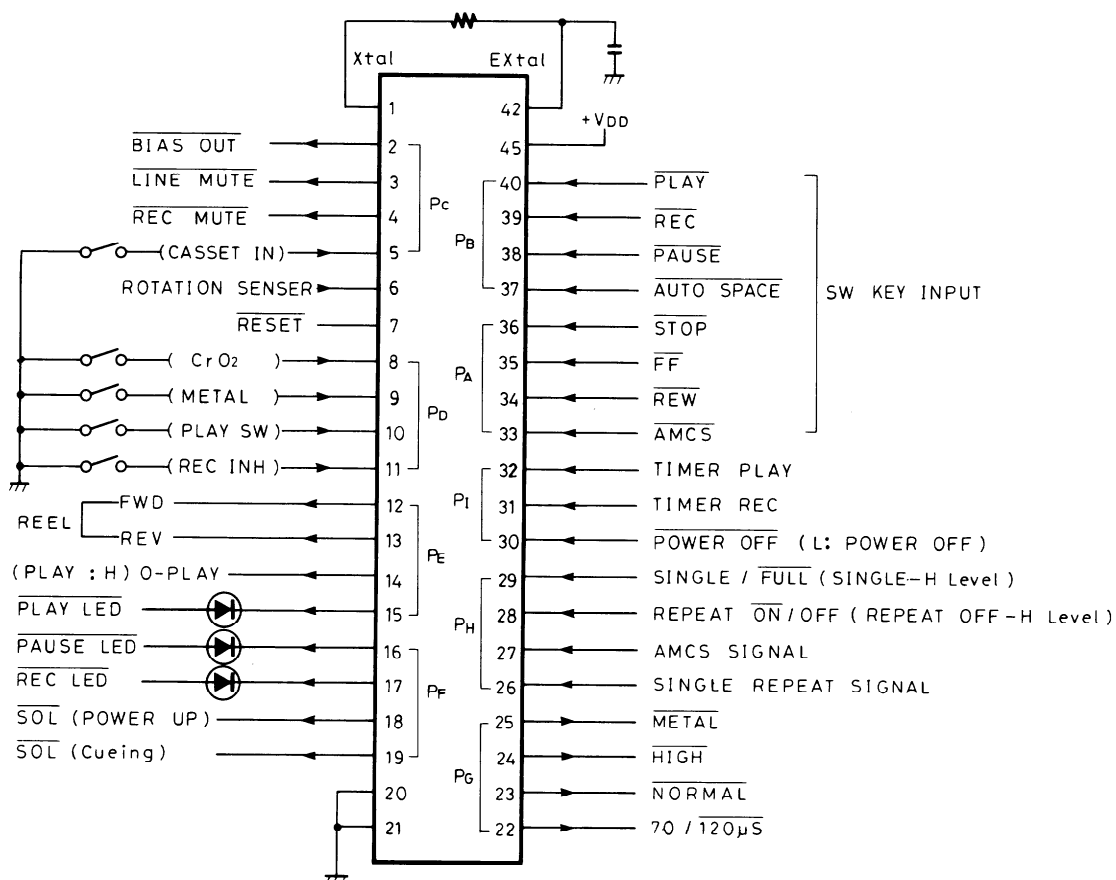 Xtal
EXtal
1
42
+VDD
BIAS OUT
2
45
LINE MUTE
3
40
PLAY
REC MUTE
4
Pc
PB
39
REC
(CASSET IN)
5
38
PAUSE
ROTATION SENSER
6
37
AUTO SPACE
SW KEY INPUT
RESET
7
36
STOP
(CrO2)
8
PA
35
FF
(METAL)
9
PD
34
REW
(PLAY SW)
10
33
AMCS
(REC INH)
11
32
TIMER PLAY
REEL
FWD
12
PI
31
TIMER REC
REV
13
PE
30
POWER OFF (L: POWER OFF)
(PLAY : H) O-PLAY
14
29
SINGLE / FULL (SINGLE-H Level)
PLAY LED
15
PH
28
REPEAT ON/OFF (REPEAT OFF-H Level)
PAUSE LED
16
27
AMCS SIGNAL
REC LED
17
PF
26
SINGLE REPEAT SIGNAL
SOL (POWER UP)
18
25
METAL
SOL (Cueing)
19
24
HIGH
20
PG
23
NORMAL
21
22
70 / 120µS